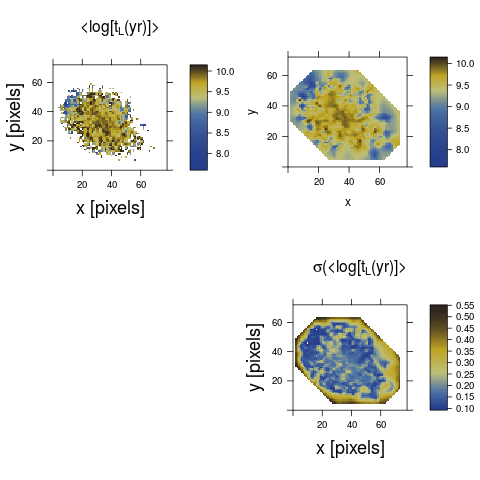 <log[t_L(yr)]>
60
40
20
20 40 60
y [pixels]
x [pixels]
10.0
9.5
9.0
8.5
8.0
60
40
20
20 40 60
y
x
10.0
9.5
9.0
8.5
8.0
σ(<log[t_L(yr)]>
60
40
20
20 40 60
y [pixels]
x [pixels]
0.55
0.50
0.45
0.40
0.35
0.30
0.25
0.20
0.15
0.10